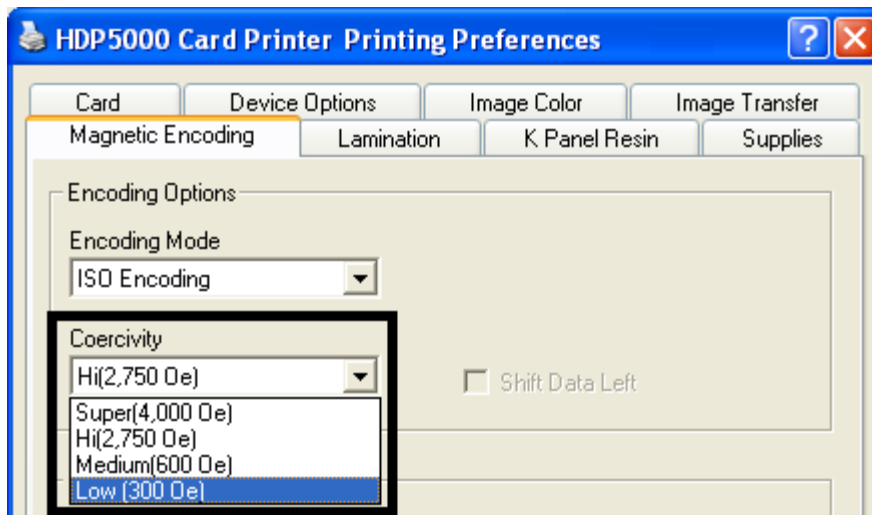 HDP5000 Card Printer Printing Preferences
Card Device Options Image Color Image Transfer
Magnetic Encoding Lamination K Panel Resin Supplies
Encoding Options
Encoding Mode
ISO Encoding
Coercivity
Hi(2,750 Oe)
Shift Data Left
Super(4,000 Oe)
Hi(2,750 Oe)
Medium(600 Oe)
Low (300 Oe)